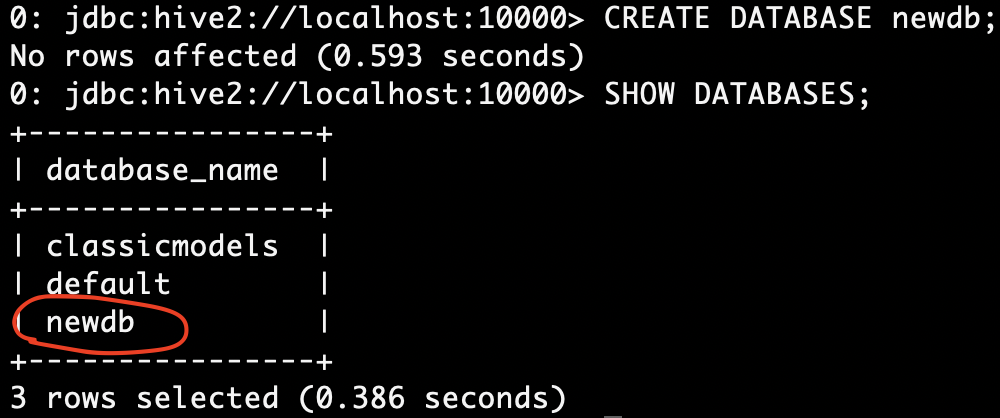 0: jdbc:hive2://localhost:10000> CREATE DATABASE newdb;
No rows affected (0.593 seconds)
0: jdbc:hive2://localhost:10000> SHOW DATABASES;
+----------------+
| database_name  |
+----------------+
| classicmodels  |
| default        |
| newdb          |
+----------------+
3 rows selected (0.386 seconds)